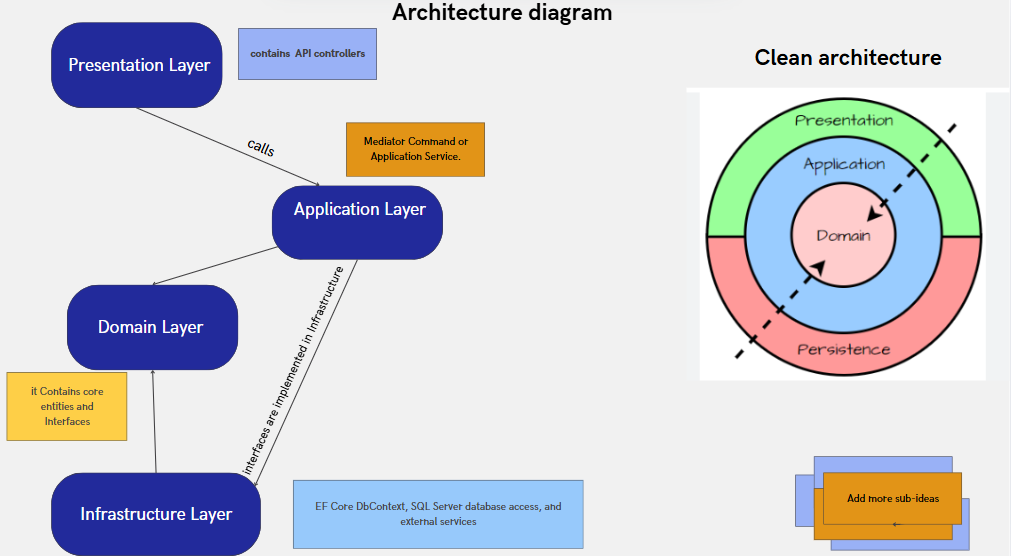 Architecture diagram
Presentation Layer
contains API controllers
calls
Mediator Command or
Application Service.
Application Layer
Domain Layer
it Contains core
entities and
Interfaces
interfaces are implemented in Infrastructure
Infrastructure Layer
EF Core DbContext, SQL Server database access, and
external services
Clean architecture
Presentation
Application
Domain
Persistence
Add more sub-ideas